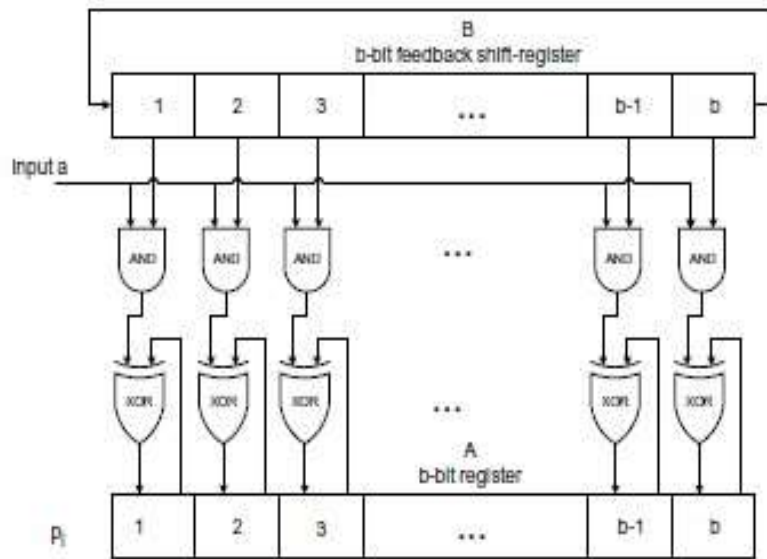 B
b-bit feedback shift-register
1 2 3 ... b-1 b
Input a
AND AND AND ... AND AND
XOR XOR XOR ... XOR XOR
A
b-bit register
pj 1 2 3 ... b-1 b